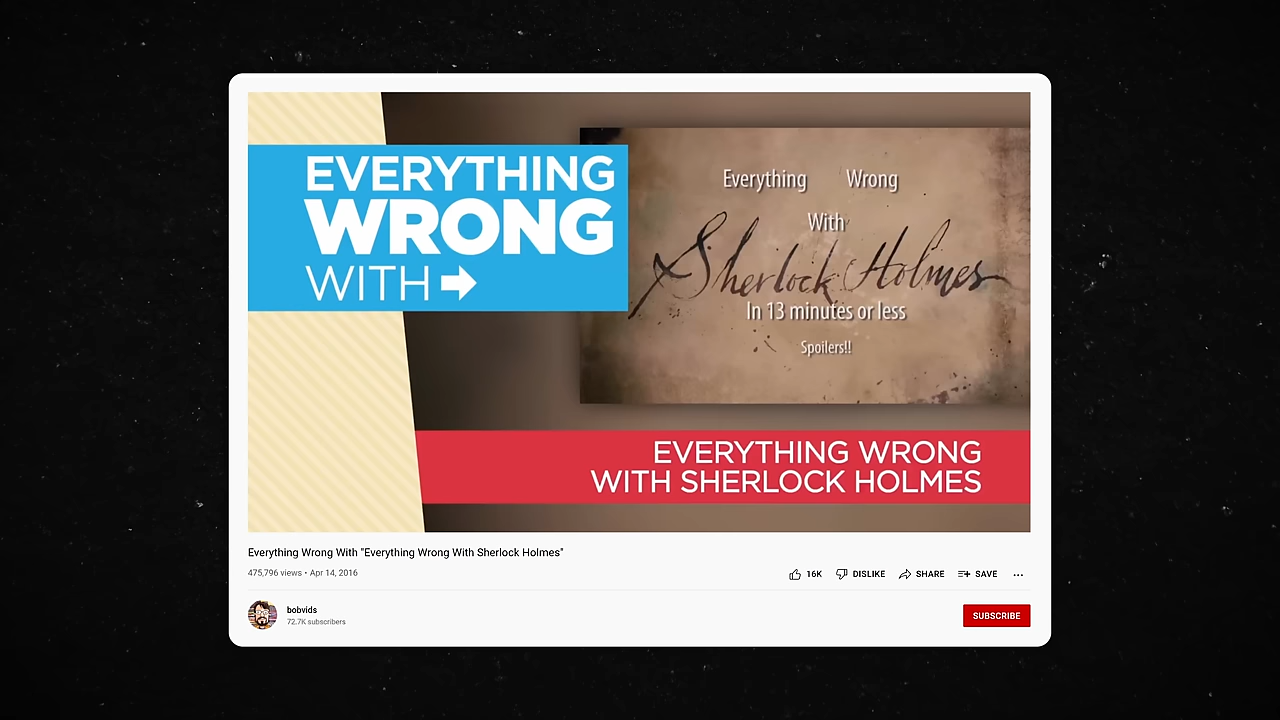 EVERYTHING
WRONG
WITH
Everything Wrong
With
Sherlock Holmes
In 13 minutes or less
Spoilers!!
EVERYTHING WRONG
WITH SHERLOCK HOLMES
Everything Wrong With "Everything Wrong With Sherlock Holmes"
475,796 views • Apr 14, 2016
16K DISLIKE SHARE SAVE ...
bobvids
72.7K subscribers
SUBSCRIBE